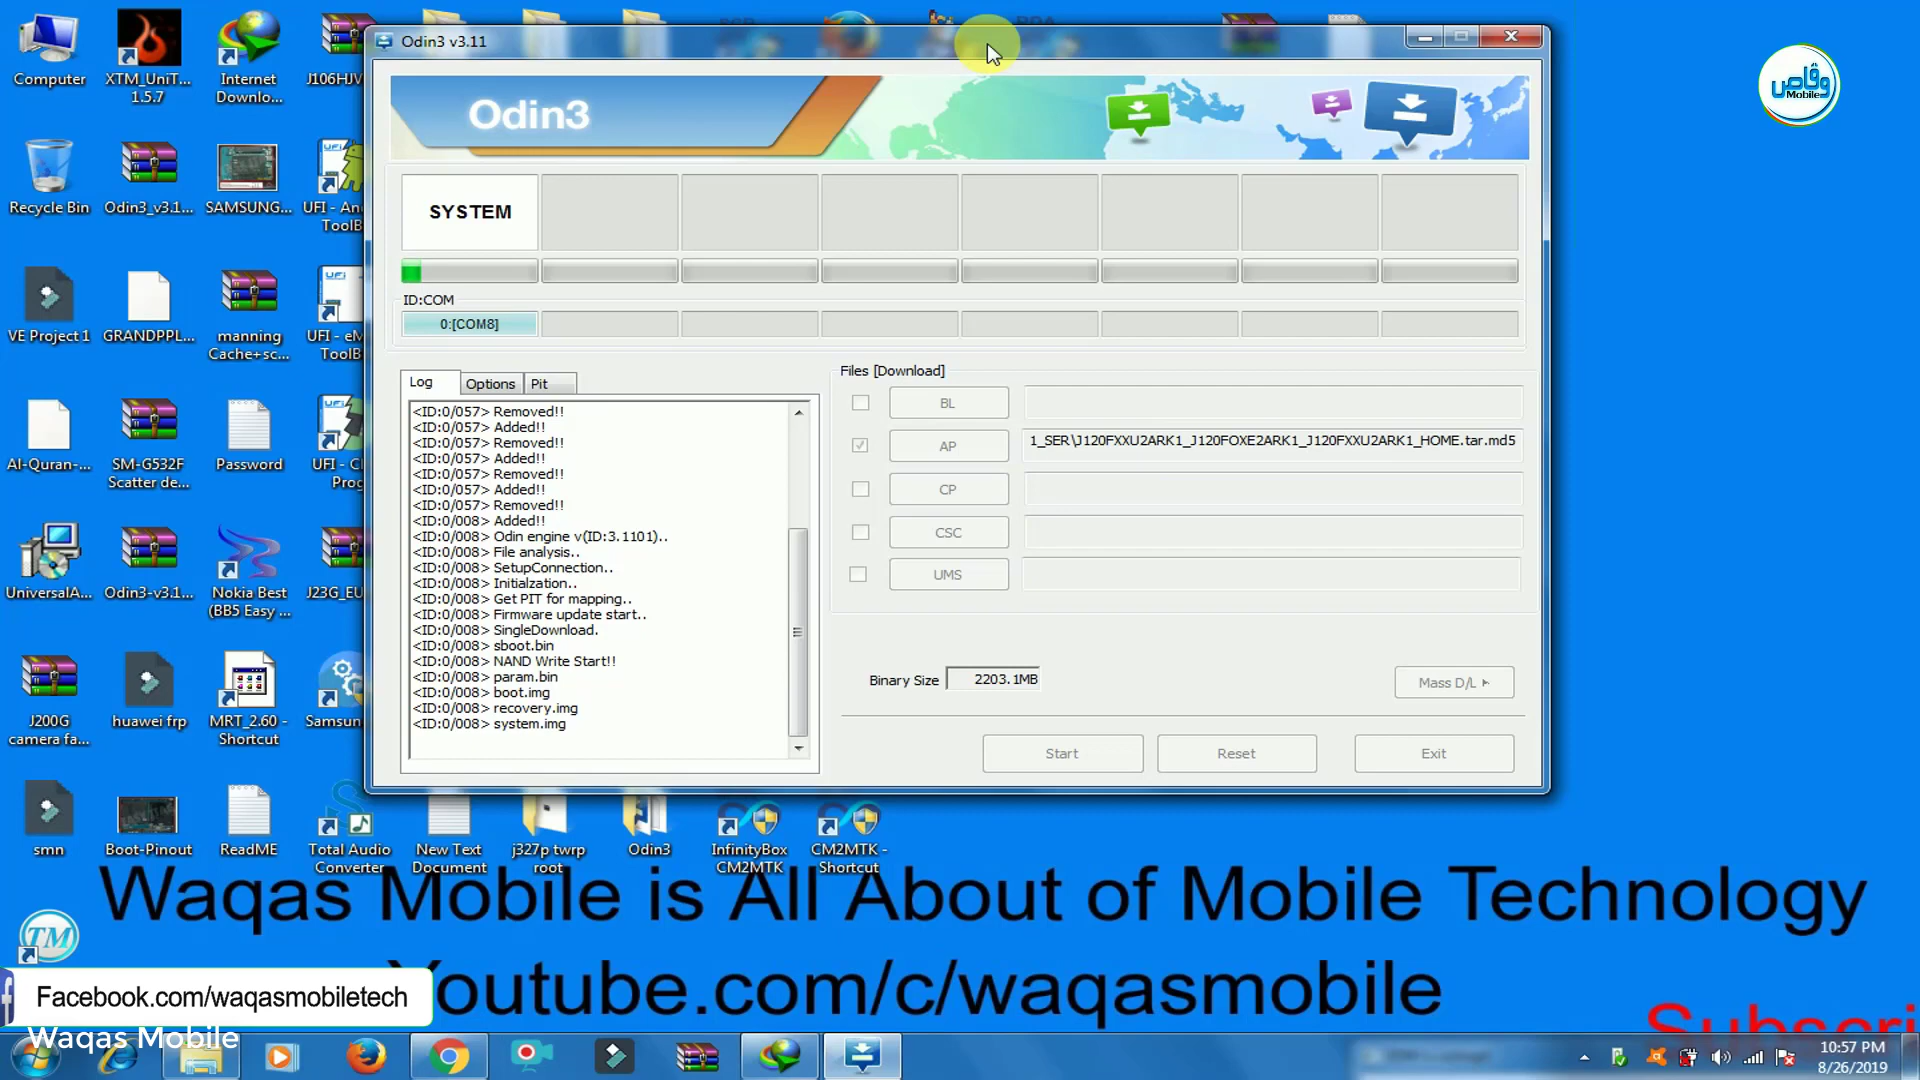 Computer
XTM_UniT...
1.5.7
Internet
Downlo...
J106HJV
Recycle Bin
Odin3_v3.1...
SAMSUNG...
UFI - An
ToolB
VE Project 1
GRANDPPL...
manning
Cache+sc...
UFI - eM
ToolB
Al-Quran-...
SM-G532F
Scatter de...
Password
UFI - C
Prog
UniversalA...
Odin3-v3.1...
Nokia Best
(BB5 Easy ...
J23G_EU
J200G
camera fa...
huawei frp
MRT_2.60 -
Shortcut
Samsun
smn
Boot-Pinout
ReadME
Total Audio
Converter
New Text
Document
j327p twrp
root
Odin3
InfinityBox
CM2MTK
CM2MTK -
Shortcut
TM
Odin3 v3.11
Odin3
SYSTEM
ID:COM
0:[COM8]
Log
Options
Pit
<ID:0/057> Removed!!
<ID:0/057> Added!!
<ID:0/057> Removed!!
<ID:0/057> Added!!
<ID:0/057> Removed!!
<ID:0/057> Added!!
<ID:0/057> Removed!!
<ID:0/008> Added!!
<ID:0/008> Odin engine v(ID:3.1101)..
<ID:0/008> File analysis..
<ID:0/008> SetupConnection..
<ID:0/008> Initialzation..
<ID:0/008> Get PIT for mapping..
<ID:0/008> Firmware update start..
<ID:0/008> SingleDownload.
<ID:0/008> sboot.bin
<ID:0/008> NAND Write Start!!
<ID:0/008> param.bin
<ID:0/008> boot.img
<ID:0/008> recovery.img
<ID:0/008> system.img
Files [Download]
BL
AP
1_SER\J120FXXU2ARK1_J120FOXE2ARK1_J120FXXU2ARK1_HOME.tar.md5
CP
CSC
UMS
Binary Size
2203.1MB
Mass D/L
Start
Reset
Exit
وقاص
Mobile
Waqas Mobile is All About of Mobile Technology
Youtube.com/c/waqasmobile
Subscri
Facebook.com/waqasmobiletech
Waqas Mobile
10:57 PM
8/26/2019